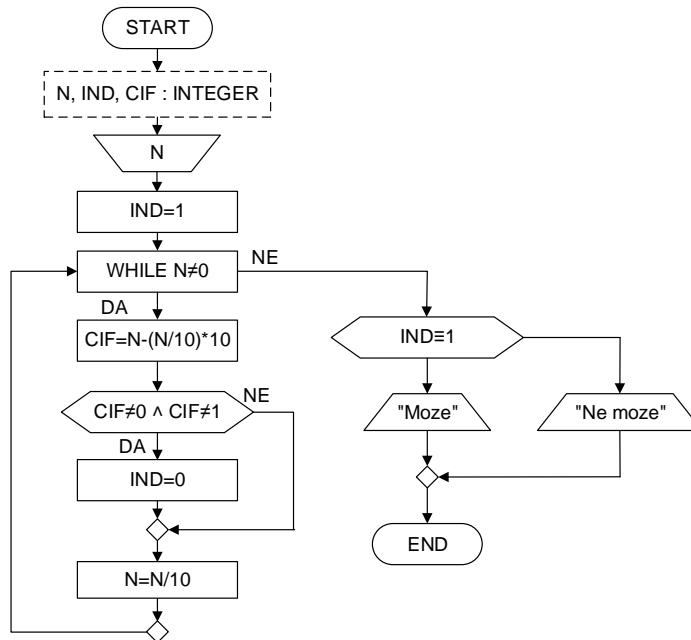 START
N, IND, CIF : INTEGER
N
IND=1
WHILE N≠0
NE
DA
CIF=N-(N/10)*10
CIF≠0 ∧ CIF≠1
NE
DA
IND=0
N=N/10
IND≡1
"Moze"
"Ne moze"
END